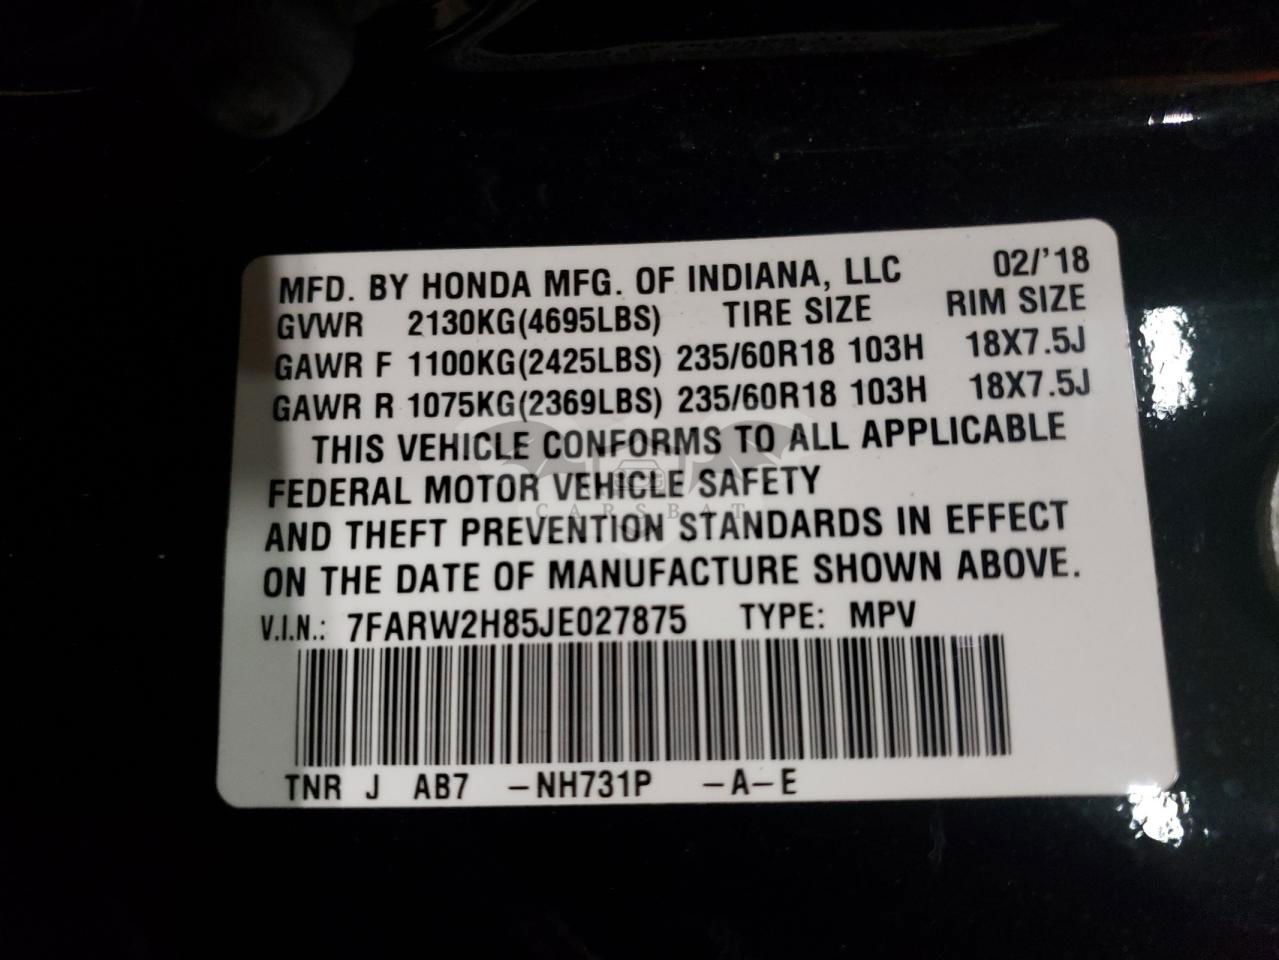 MFD. BY HONDA MFG. OF INDIANA, LLC 02/'18
GVWR 2130KG(4695LBS) TIRE SIZE RIM SIZE
GAWR F 1100KG(2425LBS) 235/60R18 103H 18X7.5J
GAWR R 1075KG(2369LBS) 235/60R18 103H 18X7.5J
THIS VEHICLE CONFORMS TO ALL APPLICABLE
FEDERAL MOTOR VEHICLE SAFETY
CARSBAT
AND THEFT PREVENTION STANDARDS IN EFFECT
ON THE DATE OF MANUFACTURE SHOWN ABOVE.
V.I.N.: 7FARW2H85JE027875 TYPE: MPV
TNR J AB7 -NH731P -A-E